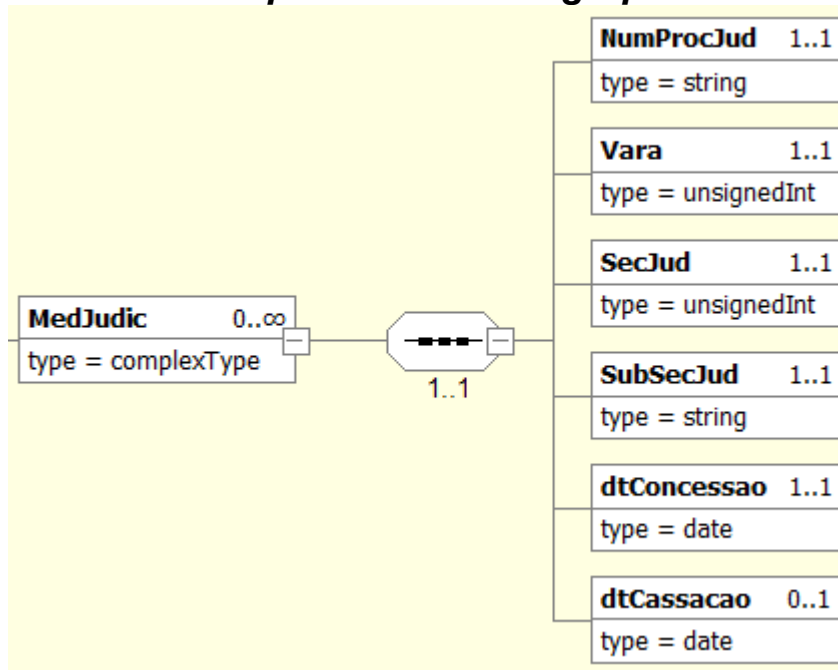 NumProcJud 1..1
type = string
Vara 1..1
type = unsignedInt
SecJud 1..1
type = unsignedInt
MedJudic 0..∞
type = complexType
1..1
SubSecJud 1..1
type = string
dtConcessao 1..1
type = date
dtCassacao 0..1
type = date